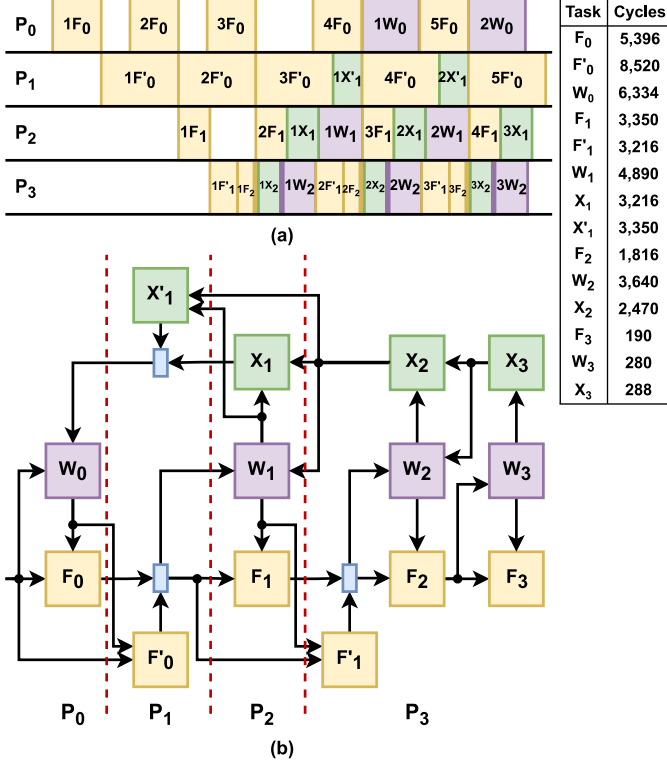 P0 1F0 2F0 3F0 4F0 1W0 5F0 2W0
P1 1F'0 2F'0 3F'0 1X'1 4F'0 2X'1 5F'0
P2 1F1 2F1 1X1 1W1 3F1 2X1 2W1 4F1 3X1
P3 1F'1 1F2 1X2 1W2 2F'1 2F2 2X2 2W2 3F'1 3F2 3X2 3W2
(a)
Task Cycles
F0 5,396
F'0 8,520
W0 6,334
F1 3,350
F'1 3,216
W1 4,890
X1 3,216
X'1 3,350
F2 1,816
W2 3,640
X2 2,470
F3 190
W3 280
X3 288
X'1
X1 X2 X3
W0 W1 W2 W3
F0 F1 F2 F3
F'0 F'1
P0 P1 P2 P3
(b)